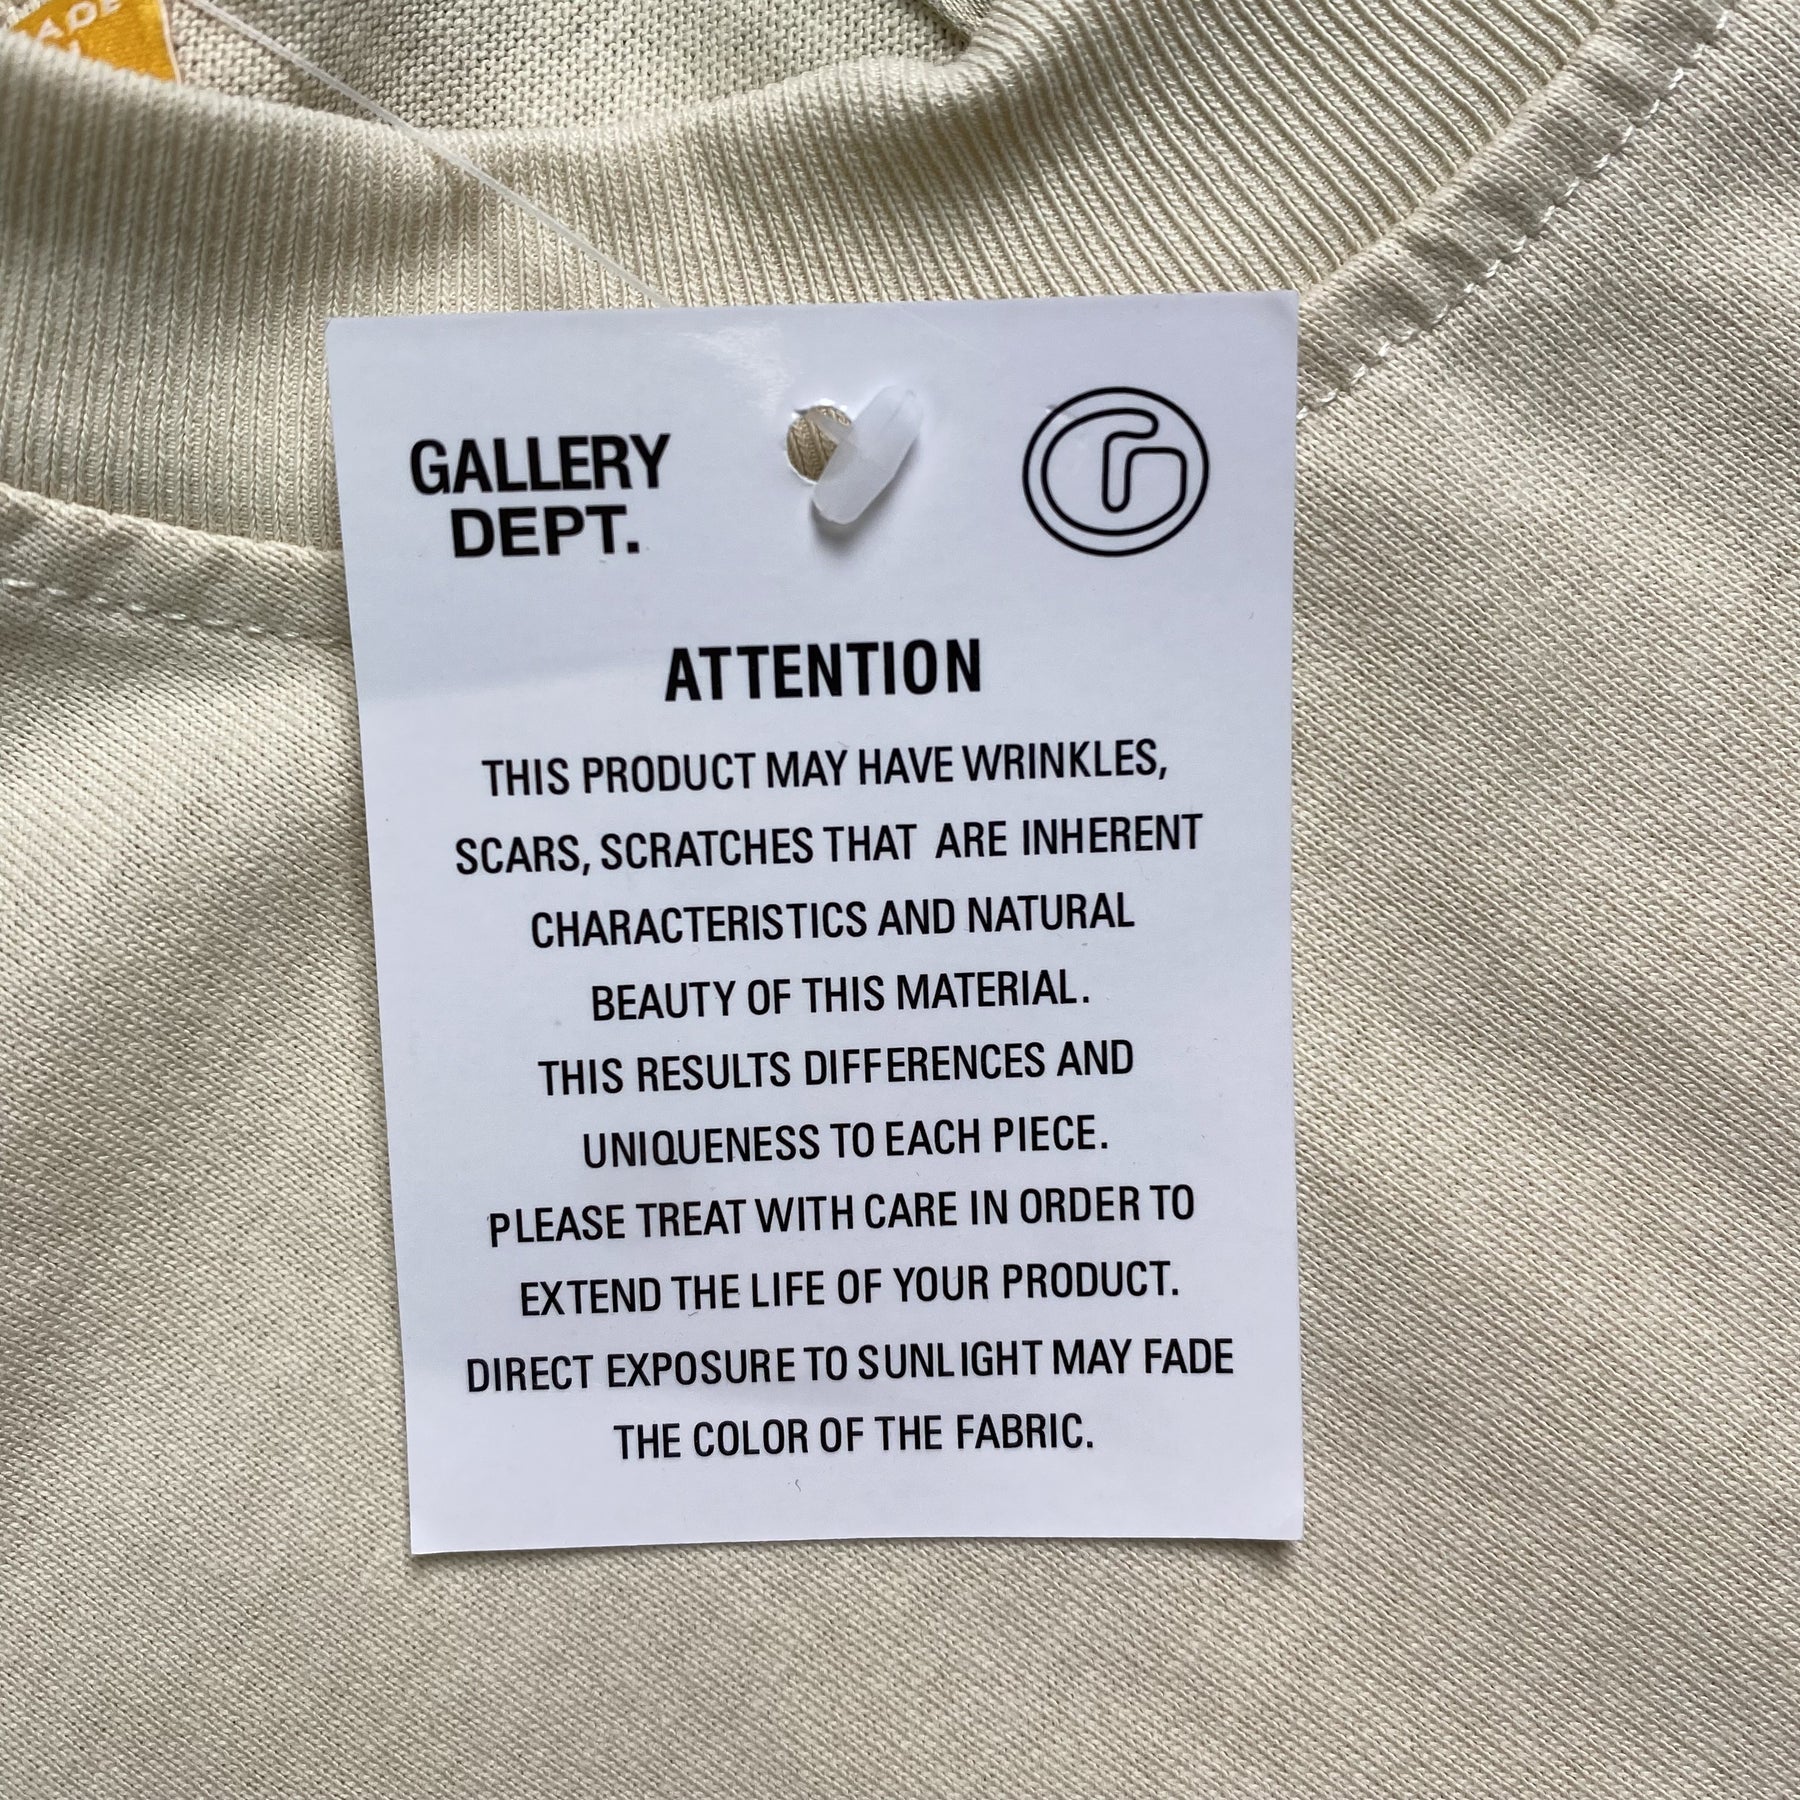 MADE
GALLERY
DEPT.
G
ATTENTION
THIS PRODUCT MAY HAVE WRINKLES,
SCARS, SCRATCHES THAT ARE INHERENT
CHARACTERISTICS AND NATURAL
BEAUTY OF THIS MATERIAL.
THIS RESULTS DIFFERENCES AND
UNIQUENESS TO EACH PIECE.
PLEASE TREAT WITH CARE IN ORDER TO
EXTEND THE LIFE OF YOUR PRODUCT.
DIRECT EXPOSURE TO SUNLIGHT MAY FADE
THE COLOR OF THE FABRIC.